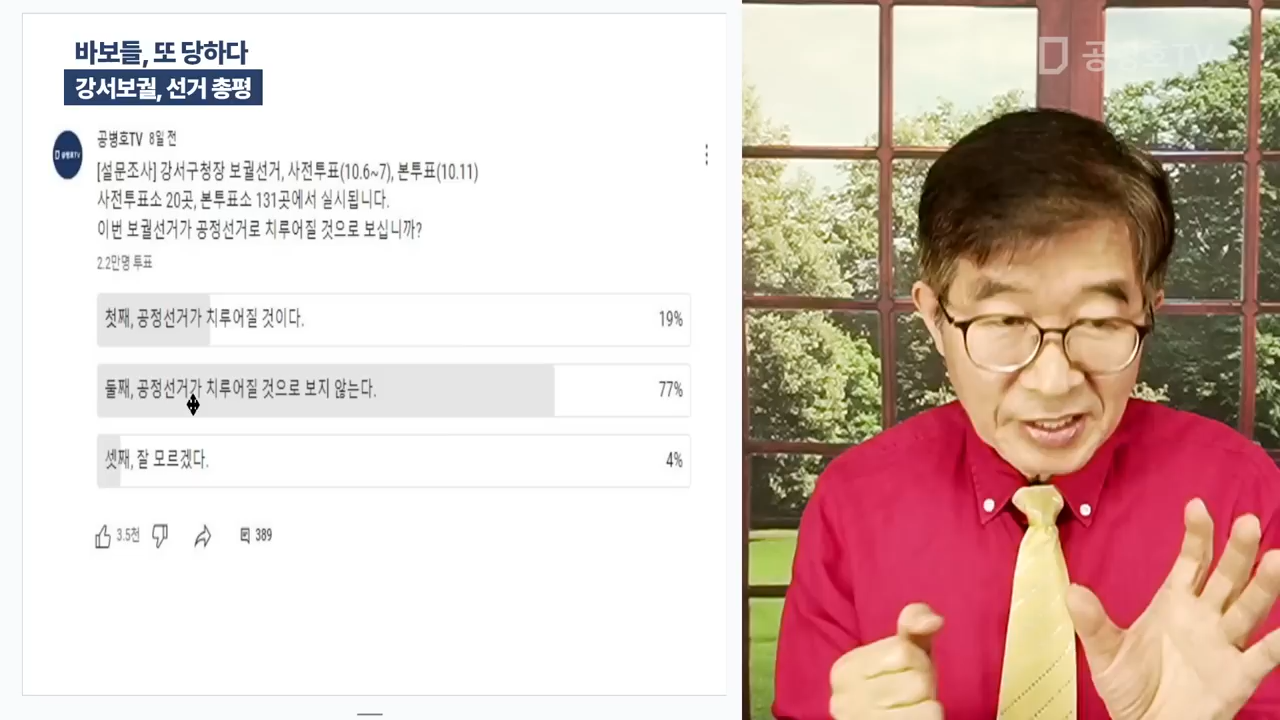 바보들, 또 당하다
강서보궐, 선거 총평
공병호TV
공병호TV 8일 전
[설문조사] 강서구청장 보궐선거, 사전투표(10.6~7), 본투표(10.11)
사전투표소 20곳, 본투표소 131곳에서 실시됩니다.
이번 보궐선거가 공정선거로 치루어질 것으로 보십니까?
2.2만명 투표
첫째, 공정선거가 치루어질 것이다. 19%
둘째, 공정선거가 치루어질 것으로 보지 않는다. 77%
셋째, 잘 모르겠다. 4%
3.5천 389
공병호TV